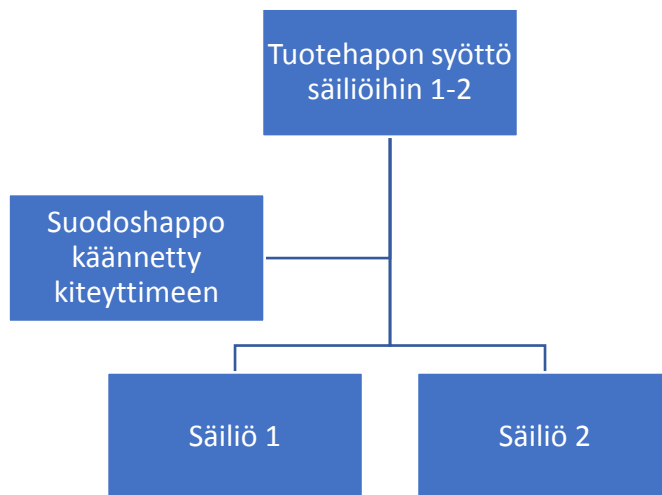 Tuotehapon syöttö
säiliöihin 1-2
Suodoshappo
käännetty
kiteyttimeen
Säiliö 1
Säiliö 2